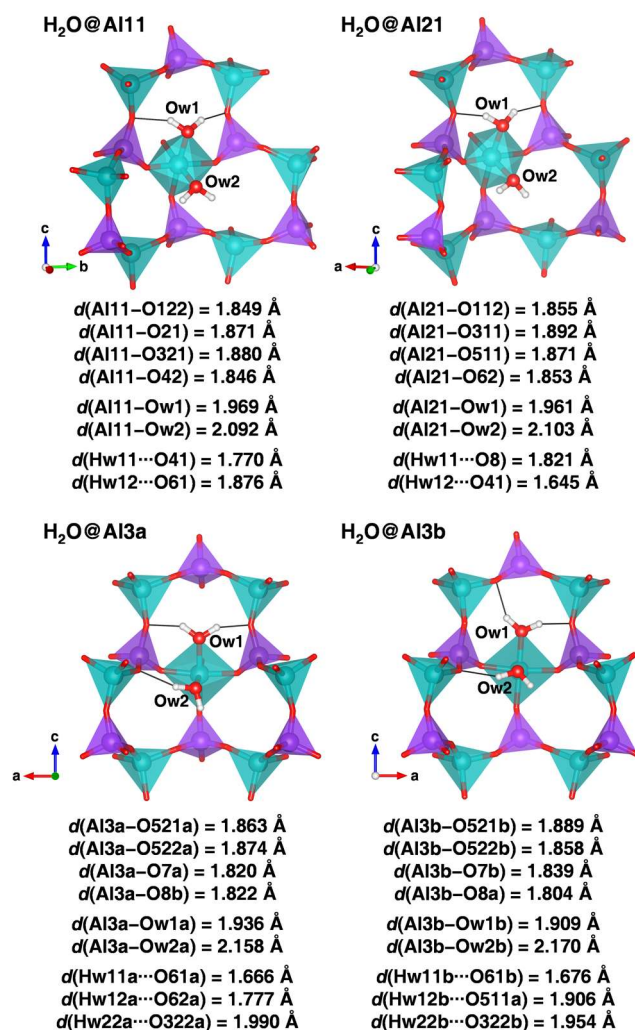 H₂O@Al11
Ow1
Ow2
c
b
d(Al11–O122) = 1.849 Å
d(Al11–O21) = 1.871 Å
d(Al11–O321) = 1.880 Å
d(Al11–O42) = 1.846 Å
d(Al11–Ow1) = 1.969 Å
d(Al11–Ow2) = 2.092 Å
d(Hw11···O41) = 1.770 Å
d(Hw12···O61) = 1.876 Å
H₂O@Al21
Ow1
Ow2
c
a
d(Al21–O112) = 1.855 Å
d(Al21–O311) = 1.892 Å
d(Al21–O511) = 1.871 Å
d(Al21–O62) = 1.853 Å
d(Al21–Ow1) = 1.961 Å
d(Al21–Ow2) = 2.103 Å
d(Hw11···O8) = 1.821 Å
d(Hw12···O41) = 1.645 Å
H₂O@Al3a
Ow1
Ow2
c
a
d(Al3a–O521a) = 1.863 Å
d(Al3a–O522a) = 1.874 Å
d(Al3a–O7a) = 1.820 Å
d(Al3a–O8b) = 1.822 Å
d(Al3a–Ow1a) = 1.936 Å
d(Al3a–Ow2a) = 2.158 Å
d(Hw11a···O61a) = 1.666 Å
d(Hw12a···O62a) = 1.777 Å
d(Hw22a···O322a) = 1.990 Å
H₂O@Al3b
Ow1
Ow2
c
a
d(Al3b–O521b) = 1.889 Å
d(Al3b–O522b) = 1.858 Å
d(Al3b–O7b) = 1.839 Å
d(Al3b–O8a) = 1.804 Å
d(Al3b–Ow1b) = 1.909 Å
d(Al3b–Ow2b) = 2.170 Å
d(Hw11b···O61b) = 1.676 Å
d(Hw12b···O511a) = 1.906 Å
d(Hw22b···O322b) = 1.954 Å